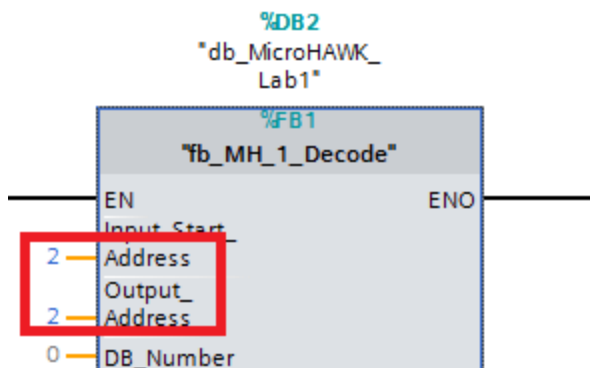 %DB2
"db_MicroHAWK_
Lab1"
%FB1
"fb_MH_1_Decode"
EN ENO
Input_Start_
2 Address
Output_
2 Address
0 DB_Number